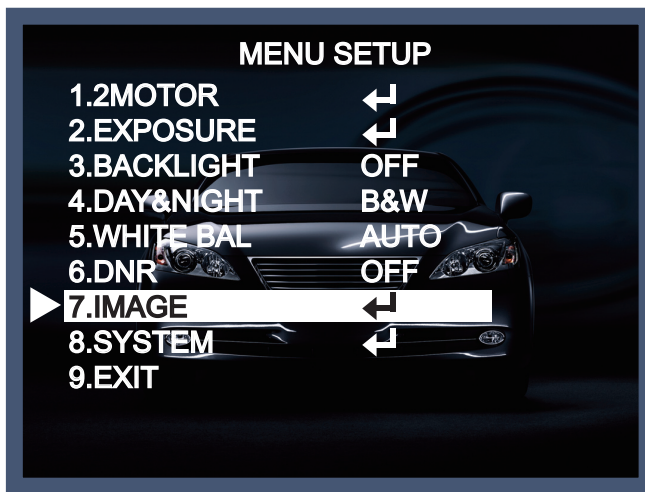 MENU SETUP
1.2MOTOR ↵
2.EXPOSURE ↵
3.BACKLIGHT OFF
4.DAY&NIGHT B&W
5.WHITE BAL AUTO
6.DNR OFF
7.IMAGE ↵
8.SYSTEM ↵
9.EXIT